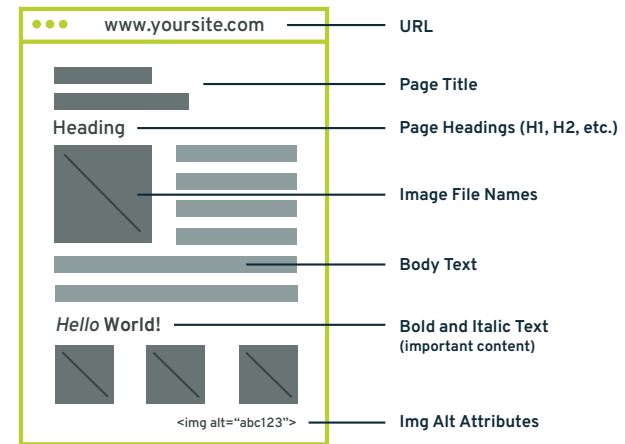 www.yoursite.com
URL
Page Title
Heading
Page Headings (H1, H2, etc.)
Image File Names
Body Text
Hello World!
Bold and Italic Text
(important content)
<img alt=“abc123”>
Img Alt Attributes